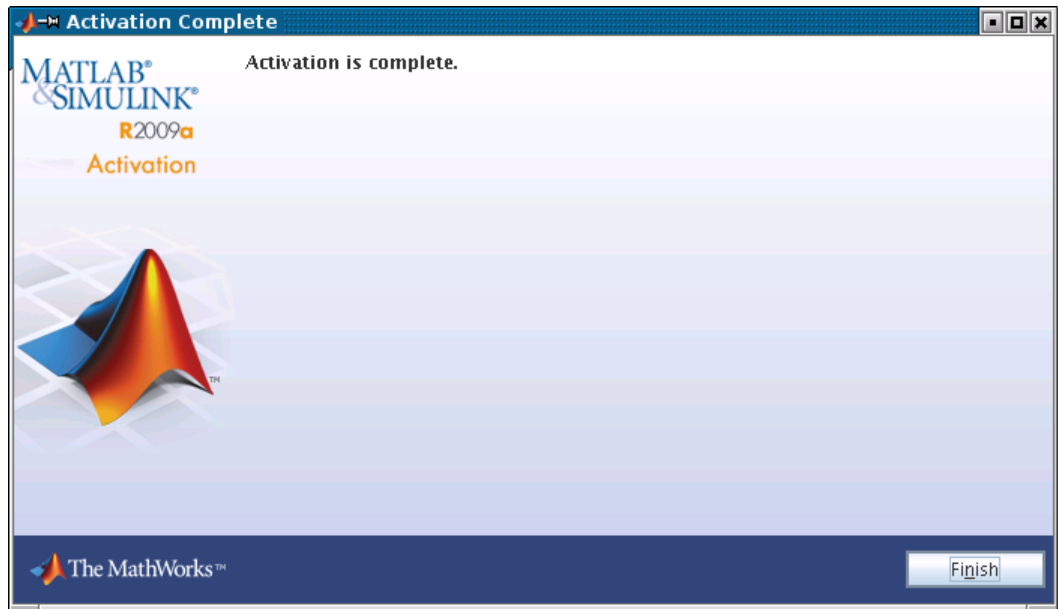 Activation Complete
Activation is complete.
MATLAB®
&SIMULINK®
R2009a
Activation
TM
The MathworksTM
Finish